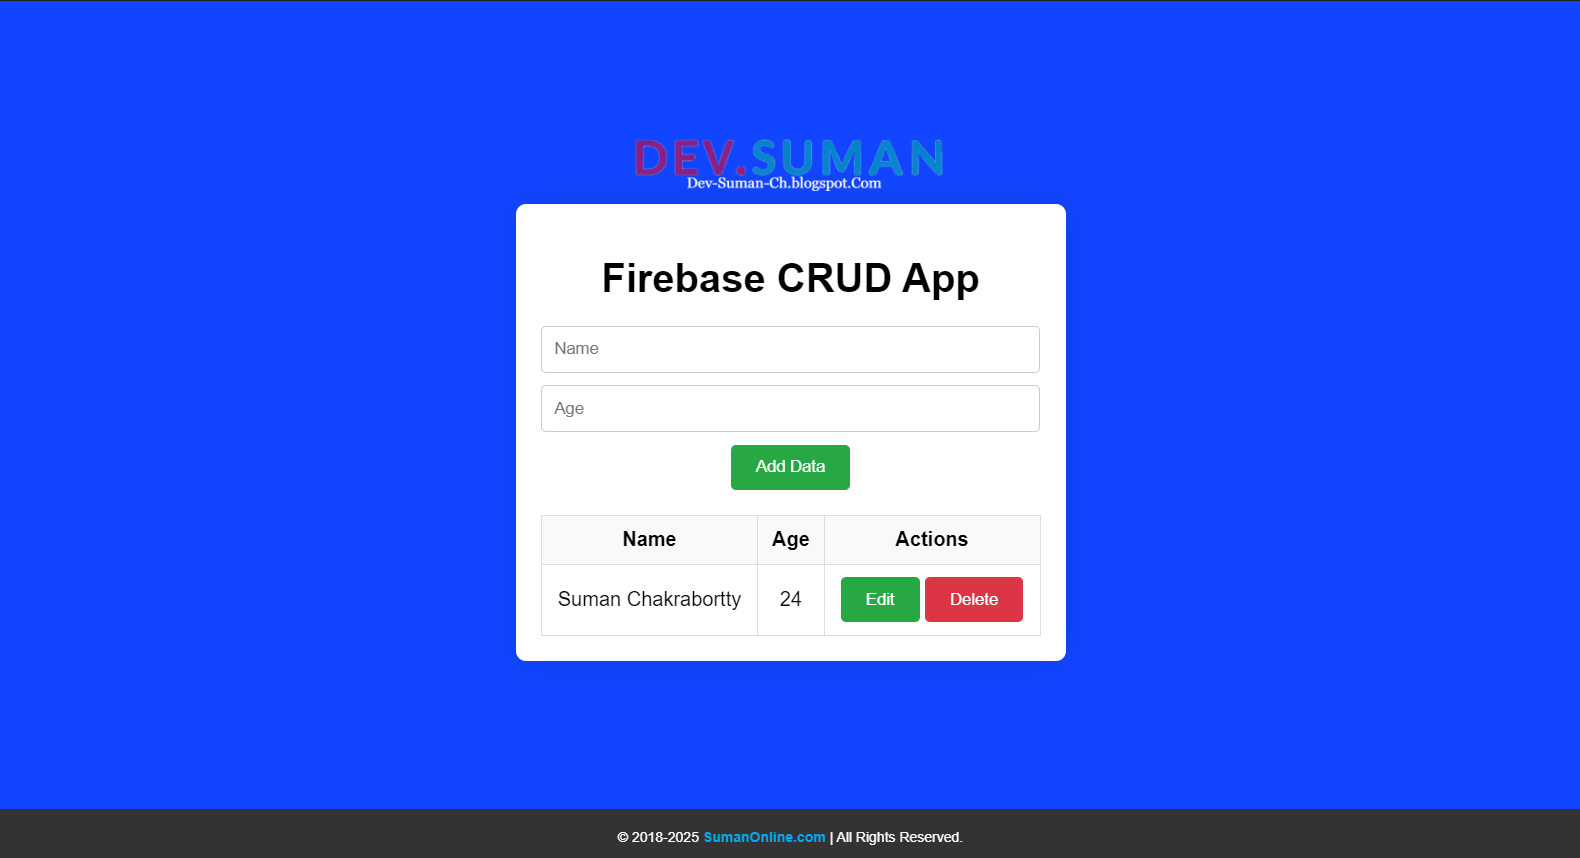 DEV.SUMAN
Dev-Suman-Ch.blogspot.Com
Firebase CRUD App
Name
Age
Add Data
Name Age Actions
Suman Chakrabortty 24 Edit Delete
© 2018-2025 SumanOnline.com | All Rights Reserved.